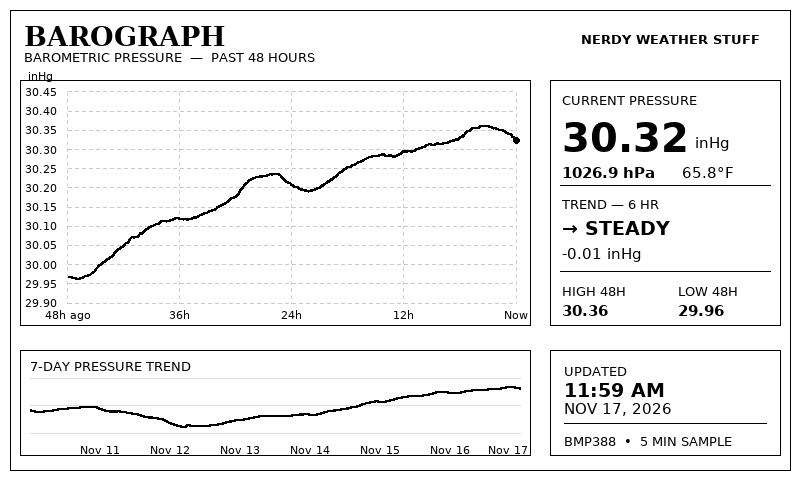 BAROGRAPH
BAROMETRIC PRESSURE — PAST 48 HOURS
NERDY WEATHER STUFF
inHg
30.45
30.40
30.35
30.30
30.25
30.20
30.15
30.10
30.05
30.00
29.95
29.90
48h ago 36h 24h 12h Now
CURRENT PRESSURE
30.32 inHg
1026.9 hPa 65.8°F
TREND — 6 HR
→ STEADY
-0.01 inHg
HIGH 48H LOW 48H
30.36 29.96
7-DAY PRESSURE TREND
Nov 11 Nov 12 Nov 13 Nov 14 Nov 15 Nov 16 Nov 17
UPDATED
11:59 AM
NOV 17, 2026
BMP388 • 5 MIN SAMPLE